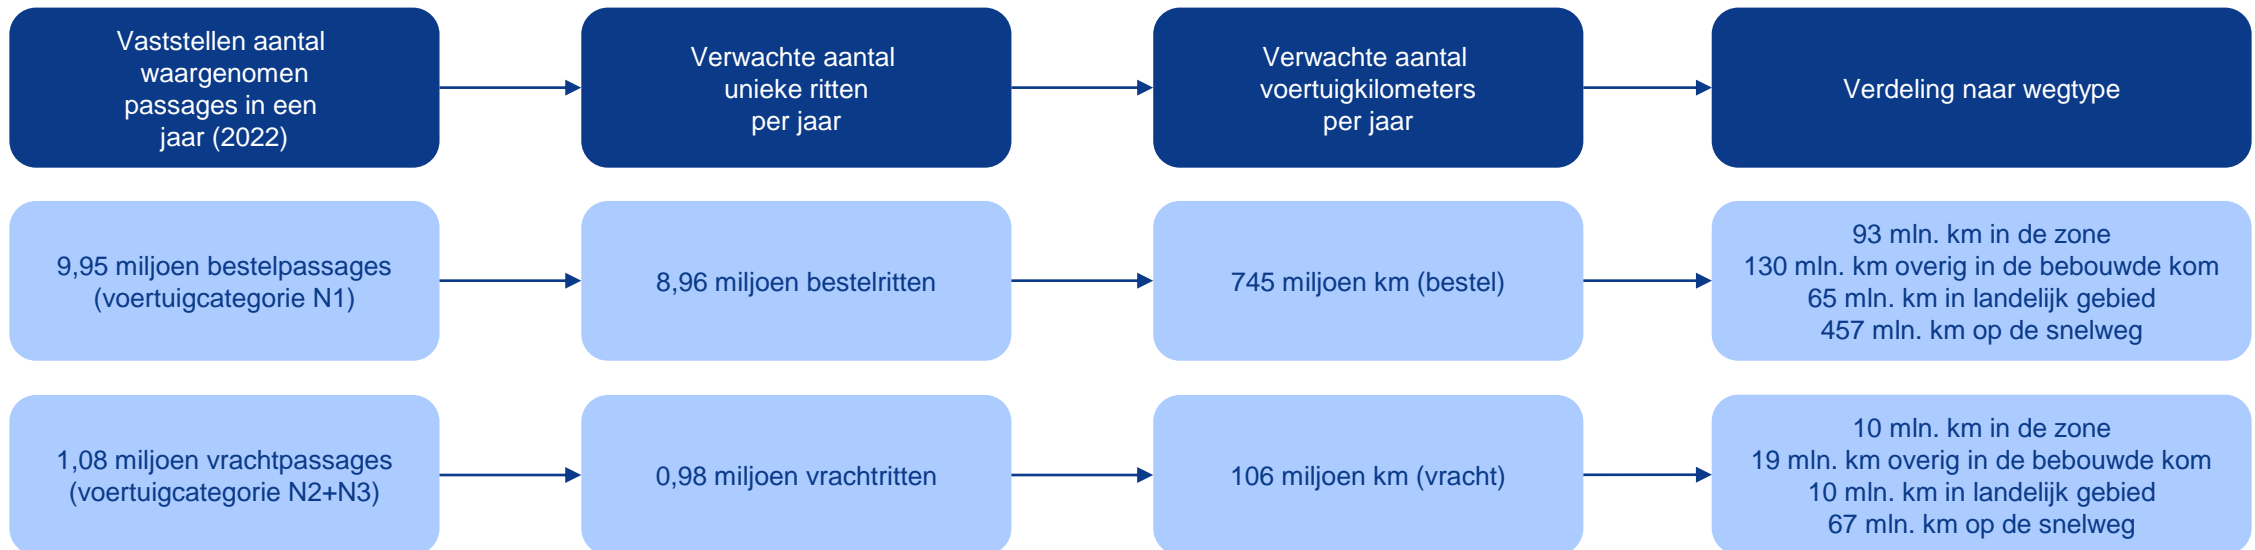 Vaststellen aantal
waargenomen
passages in een
jaar (2022)
Verwachte aantal
unieke ritten
per jaar
Verwachte aantal
voertuigkilometers
per jaar
Verdeling naar wegtype
9,95 miljoen bestelpassages
(voertuigcategorie N1)
8,96 miljoen bestelritten
745 miljoen km (bestel)
93 mln. km in de zone
130 mln. km overig in de bebouwde kom
65 mln. km in landelijk gebied
457 mln. km op de snelweg
1,08 miljoen vrachtpassages
(voertuigcategorie N2+N3)
0,98 miljoen vrachtritten
106 miljoen km (vracht)
10 mln. km in de zone
19 mln. km overig in de bebouwde kom
10 mln. km in landelijk gebied
67 mln. km op de snelweg